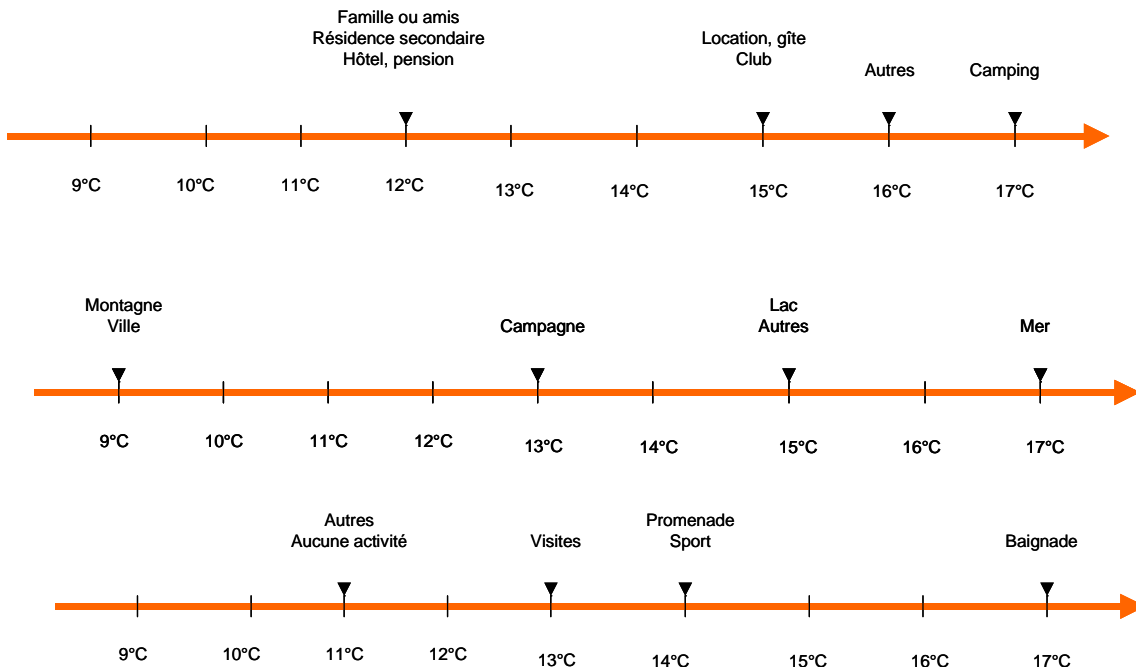 Famille ou amis
Résidence secondaire
Hôtel, pension
Location, gîte
Club
Autres
Camping
9°C
10°C
11°C
12°C
13°C
14°C
15°C
16°C
17°C
Montagne
Ville
Campagne
Lac
Autres
Mer
9°C
10°C
11°C
12°C
13°C
14°C
15°C
16°C
17°C
Autres
Aucune activité
Visites
Promenade
Sport
Baignade
9°C
10°C
11°C
12°C
13°C
14°C
15°C
16°C
17°C